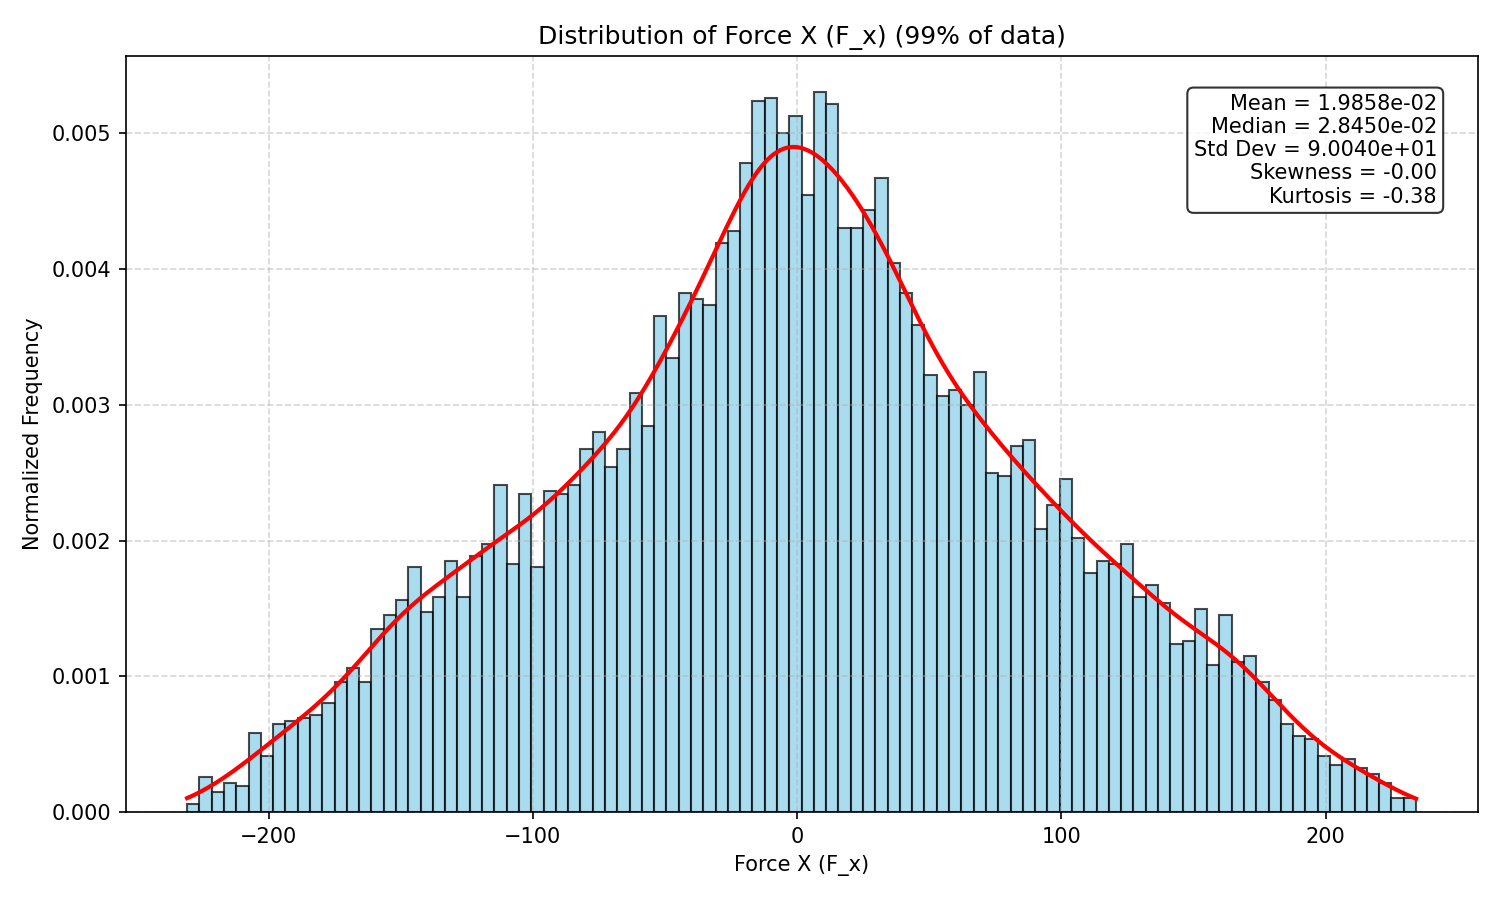 Distribution of Force X (F_x) (99% of data)
Mean = 1.9858e-02
Median = 2.8450e-02
Std Dev = 9.0040e+01
Skewness = -0.00
Kurtosis = -0.38
Normalized Frequency
0.005
0.004
0.003
0.002
0.001
0.000
−200 −100 0 100 200
Force X (F_x)